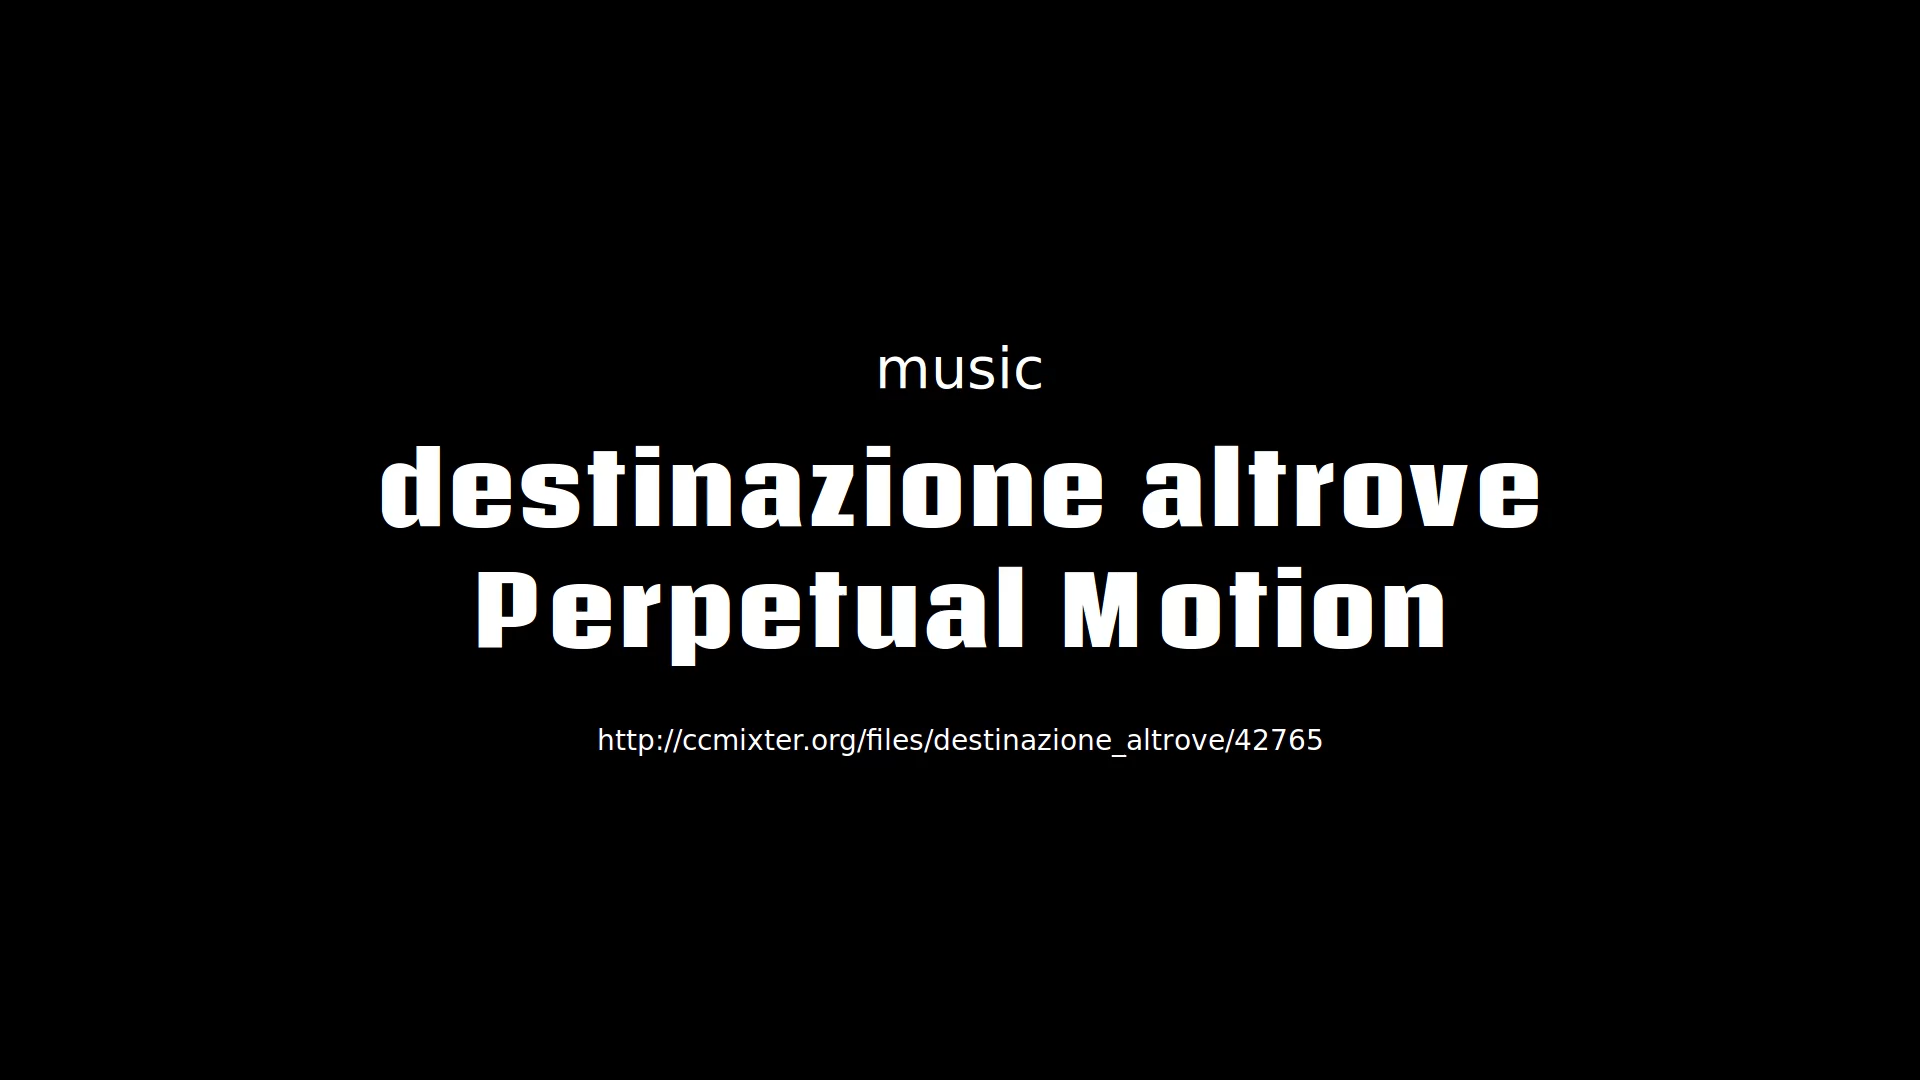 music
destinazione altrove
Perpetual Motion
http://ccmixter.org/files/destinazione_altrove/42765